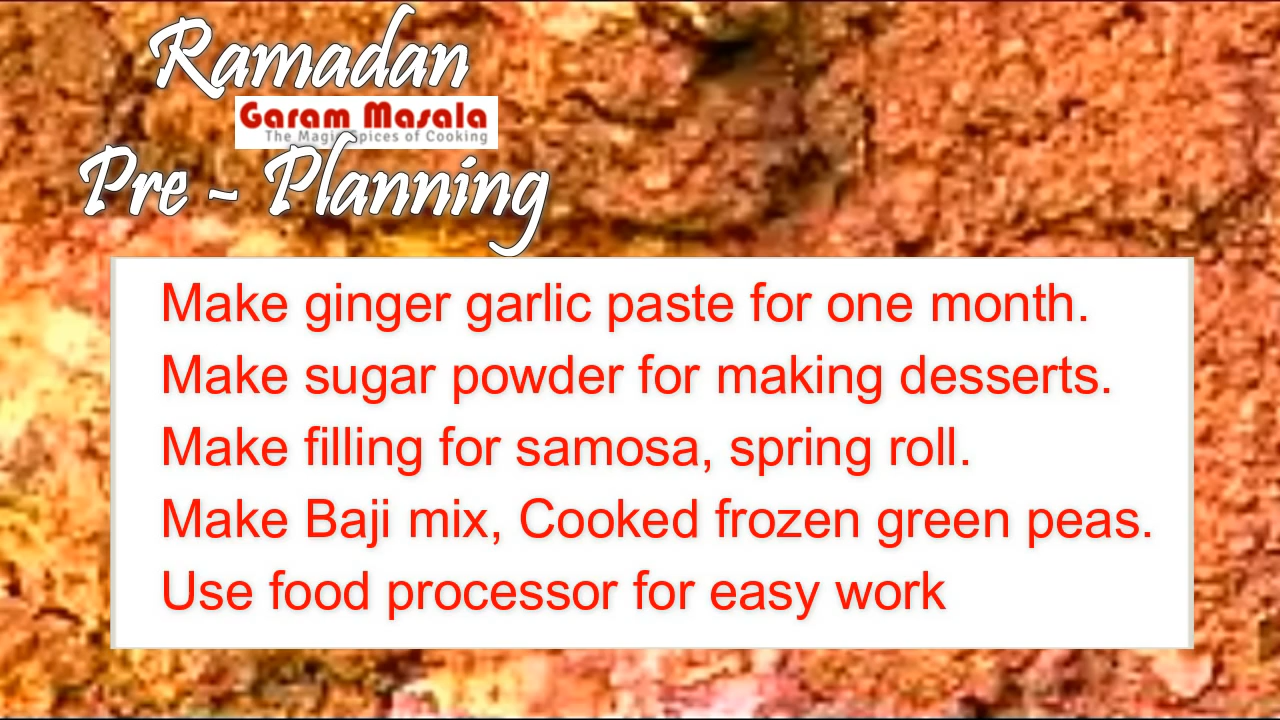 Ramadan
Garam Masala
The Magic Spices of Cooking
Pre - Planning
Make ginger garlic paste for one month.
Make sugar powder for making desserts.
Make filling for samosa, spring roll.
Make Baji mix, Cooked frozen green peas.
Use food processor for easy work